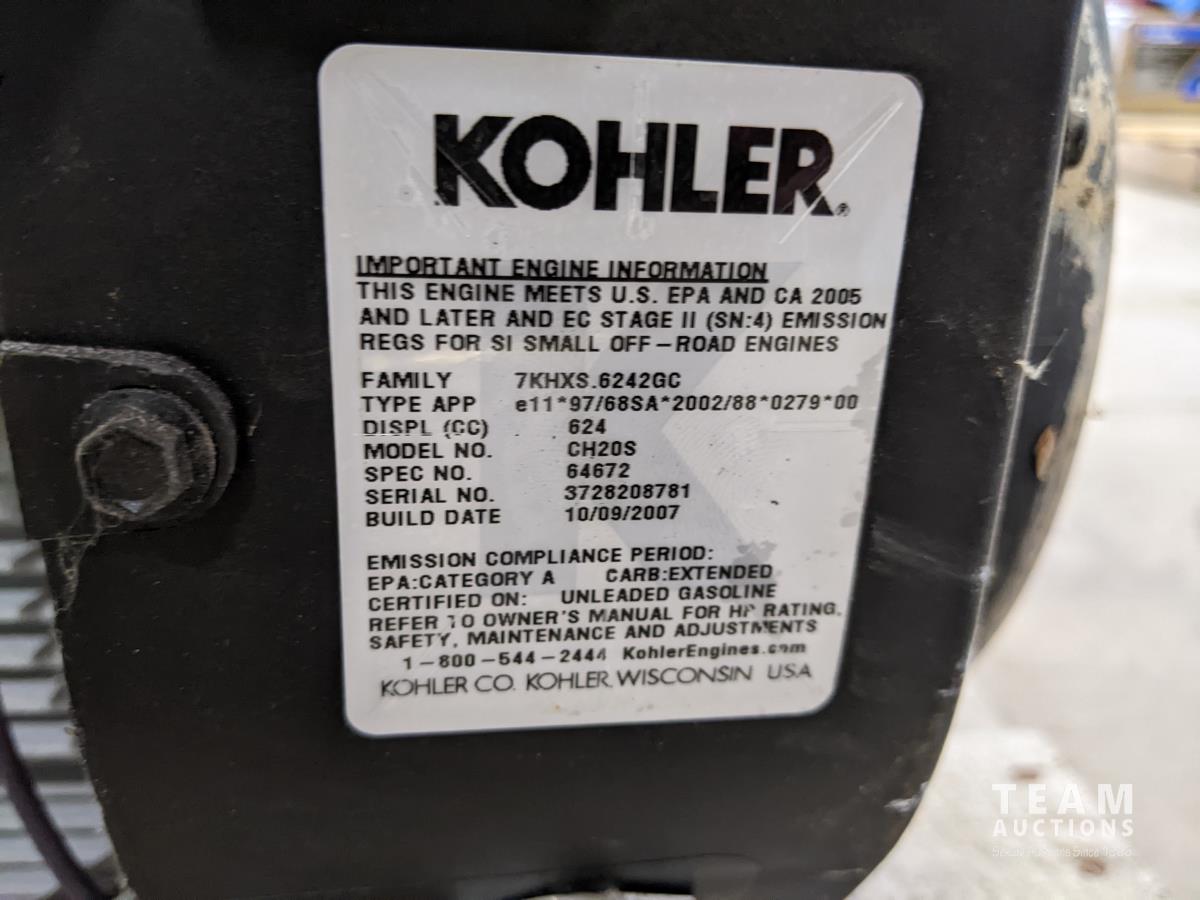 KOHLER®
IMPORTANT ENGINE INFORMATION
THIS ENGINE MEETS U.S. EPA AND CA 2005
AND LATER AND EC STAGE II (SN:4) EMISSION
REGS FOR SI SMALL OFF-ROAD ENGINES
FAMILY 7KHXS.6242GC
TYPE APP e11*97/68SA*2002/88*0279*00
DISPL (CC) 624
MODEL NO. CH20S
SPEC NO. 64672
SERIAL NO. 3728208781
BUILD DATE 10/09/2007
EMISSION COMPLIANCE PERIOD:
EPA:CATEGORY A CARB:EXTENDED
CERTIFIED ON: UNLEADED GASOLINE
REFER TO OWNER'S MANUAL FOR HP RATING,
SAFETY, MAINTENANCE AND ADJUSTMENTS
1-800-544-2444 KohlerEngines.com
KOHLER CO. KOHLER, WISCONSIN USA
TEAM
AUCTIONS